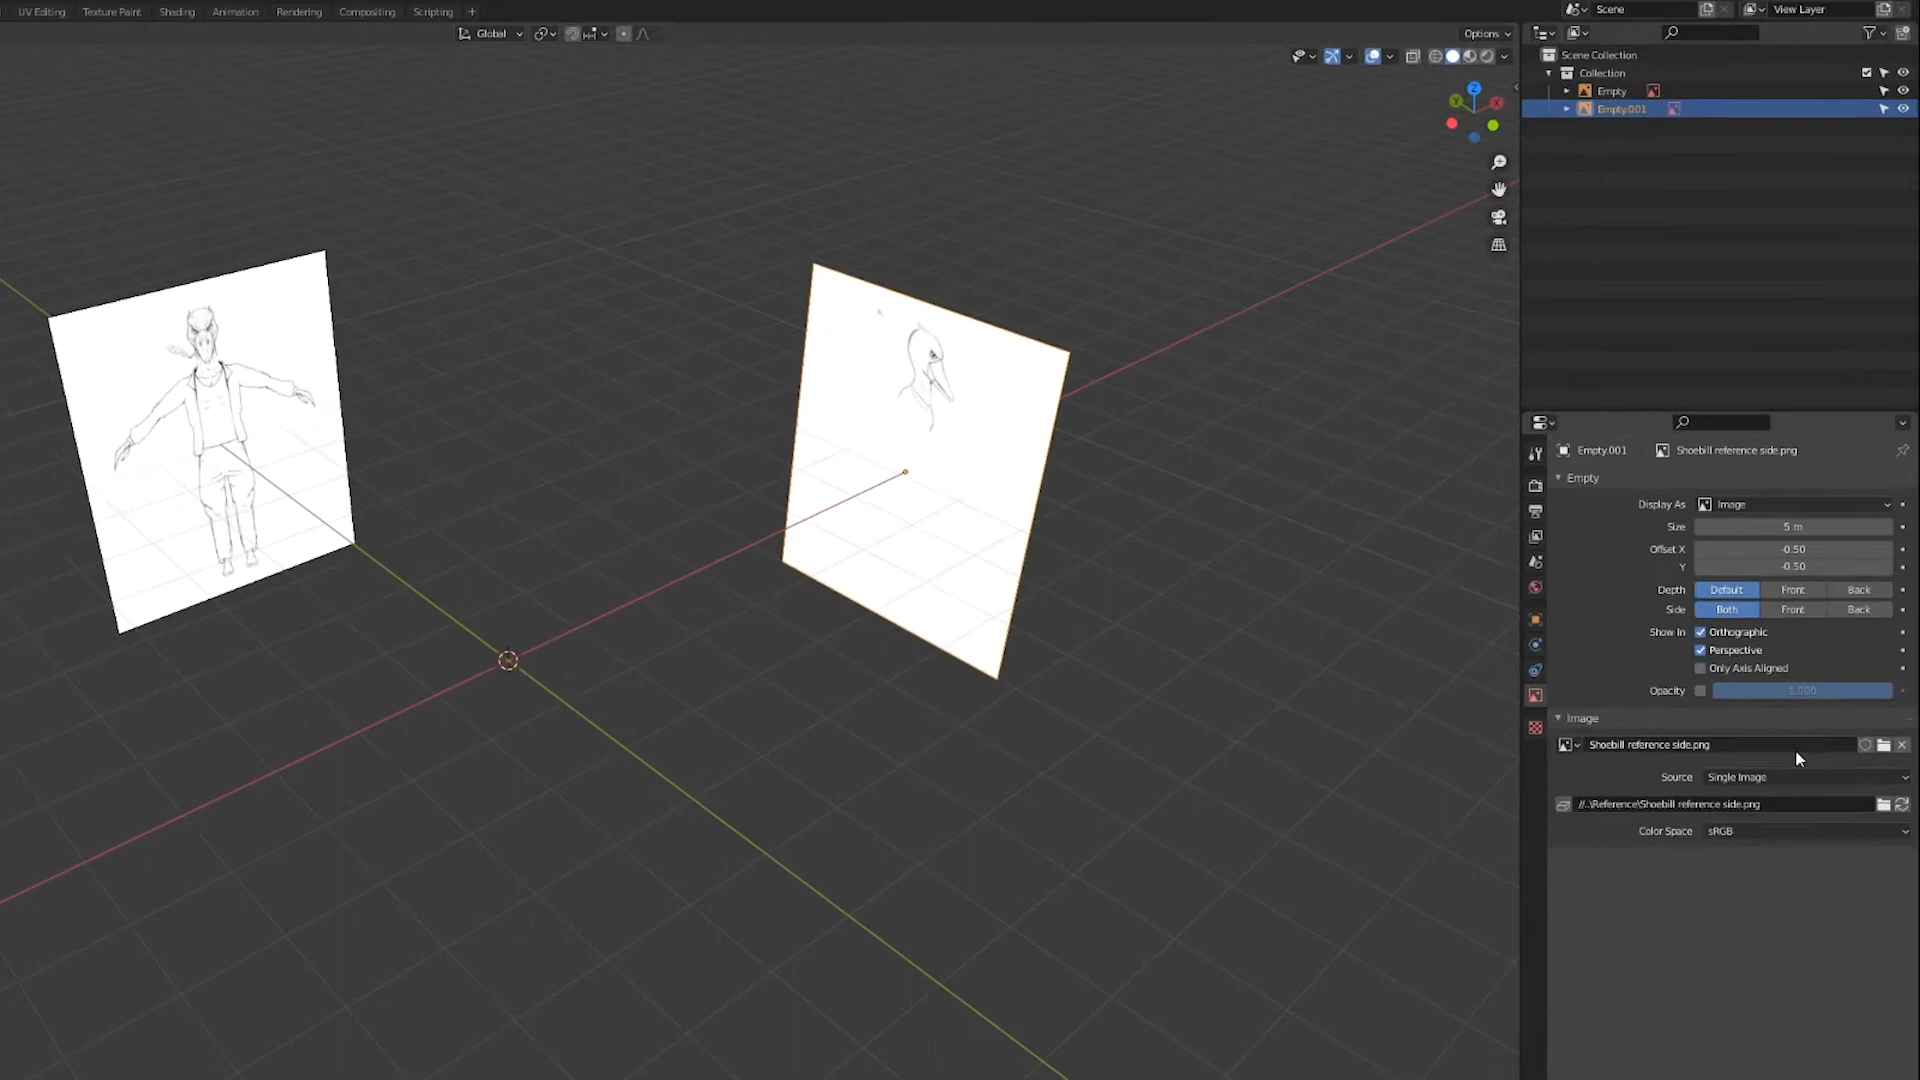 UV Editing Texture Paint Shading Animation Rendering Compositing Scripting +
Scene View Layer
Global Options
Scene Collection
Collection
Empty
Empty.001
Z
Y X
Empty.001 Shoebill reference side.png
Empty
Display As Image
Size 5 m
Offset X -0.50
Y -0.50
Depth Default Front Back
Side Both Front Back
Show In Orthographic
Perspective
Only Axis Aligned
Opacity 1.000
Image
Shoebill reference side.png
Source Single Image
//..\Reference\Shoebill reference side.png
Color Space sRGB